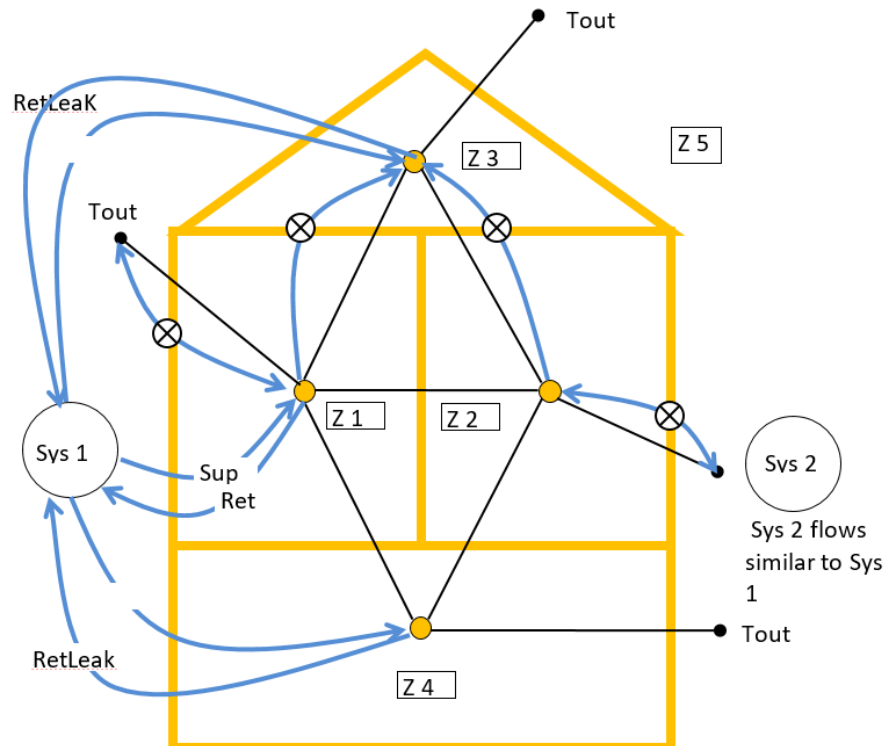 Tout
RetLeaK
Z 3
Z 5
Tout
Z 1
Z 2
Sys 1
Sup
Ret
Sys 2
Sys 2 flows
similar to Sys
1
Tout
RetLeak
Z 4